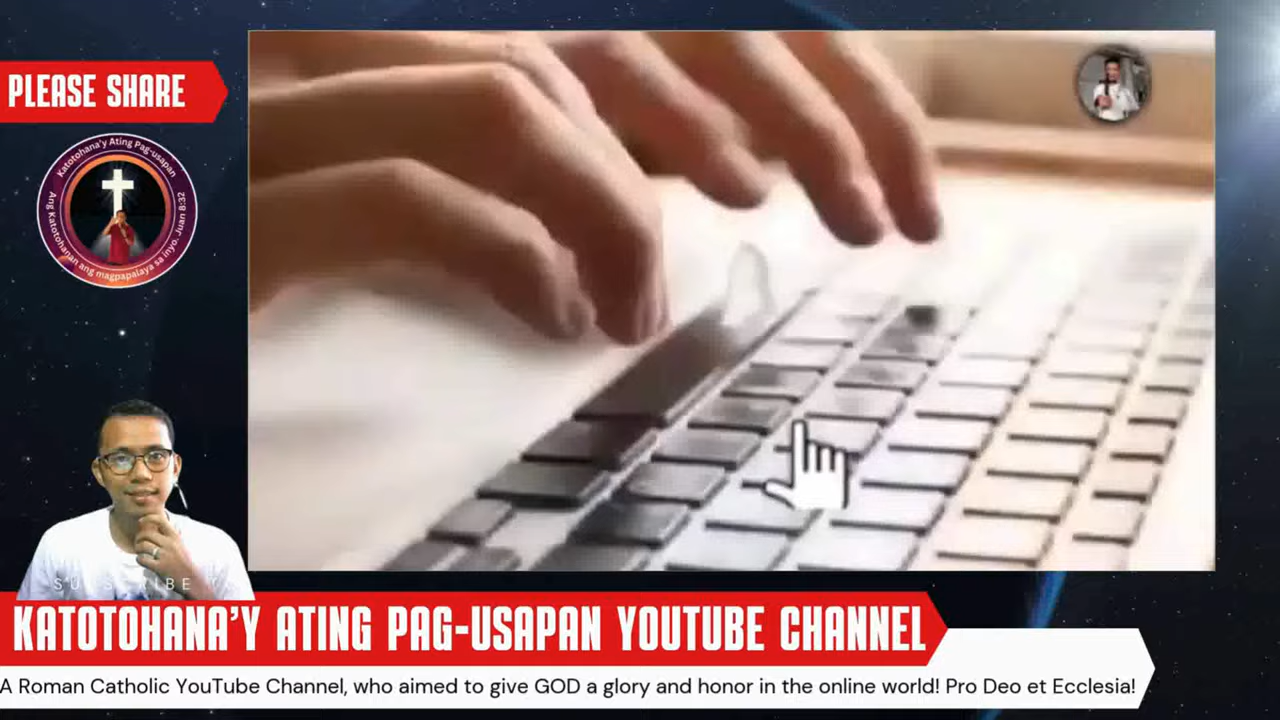 PLEASE SHARE
Katotohana'y Ating Pag-usapan
Ang Katotohanan ang magpapalaya sa inyo. Juan 8:32
SUBSCRIBE
KATOTOHANA'Y ATING PAG-USAPAN YOUTUBE CHANNEL
A Roman Catholic YouTube Channel, who aimed to give GOD a glory and honor in the online world! Pro Deo et Ecclesia!